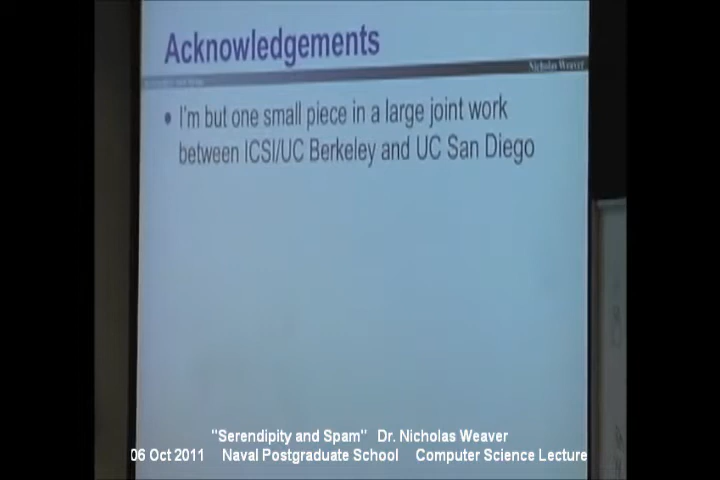 Acknowledgements
Nicholas Weaver
• I'm but one small piece in a large joint work
between ICSI/UC Berkeley and UC San Diego
"Serendipity and Spam" Dr. Nicholas Weaver
06 Oct 2011 Naval Postgraduate School Computer Science Lecture